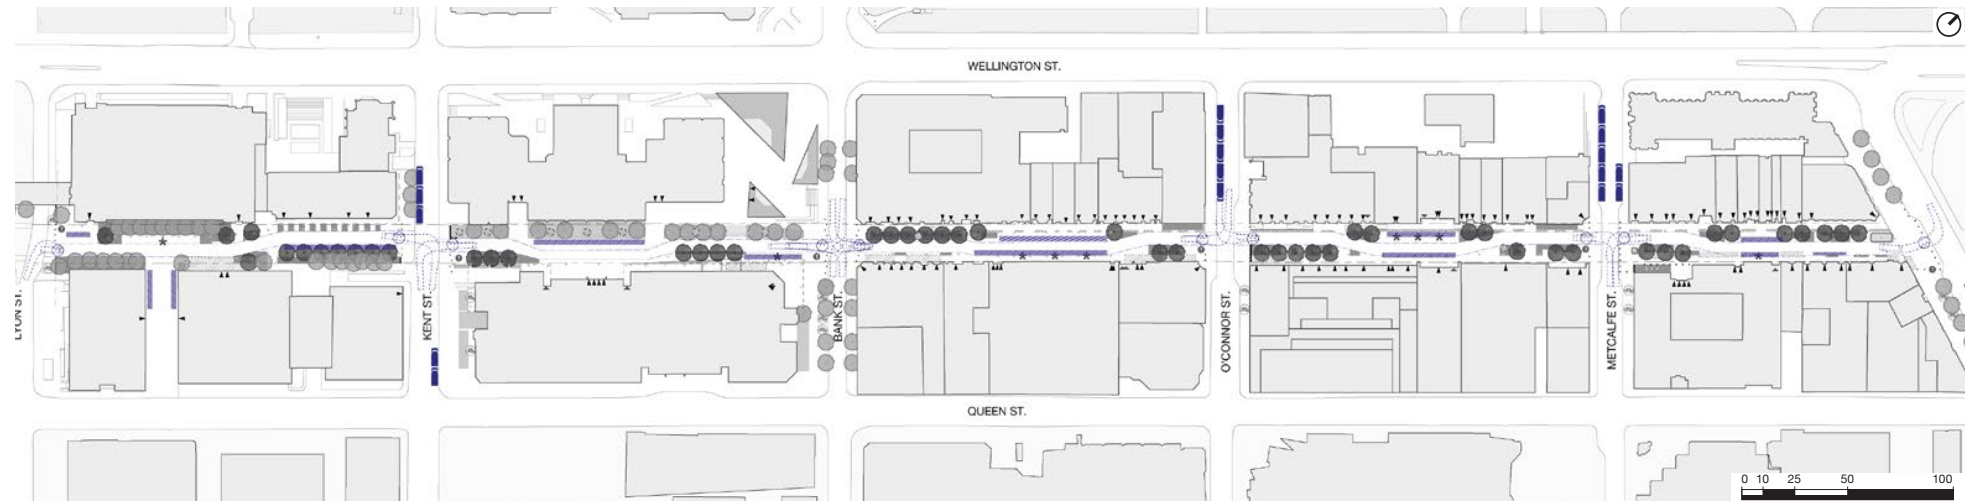 WELLINGTON ST.
LYON ST.
KENT ST.
BANK ST.
O'CONNOR ST.
METCALFE ST.
QUEEN ST.
0 10 25 50 100